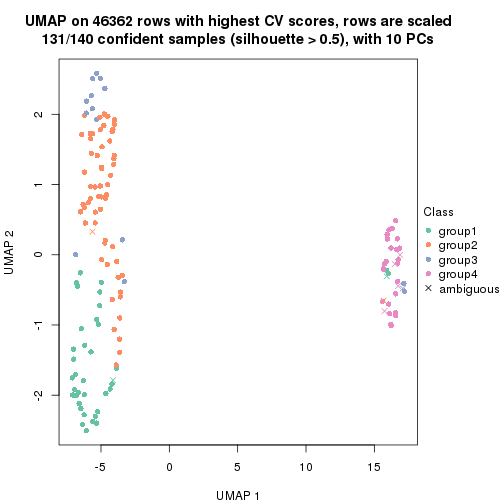 UMAP on 46362 rows with highest CV scores, rows are scaled
131/140 confident samples (silhouette > 0.5), with 10 PCs
2
1
0
-1
-2
UMAP 2
-5
0
5
10
15
UMAP 1
Class
group1
group2
group3
group4
ambiguous